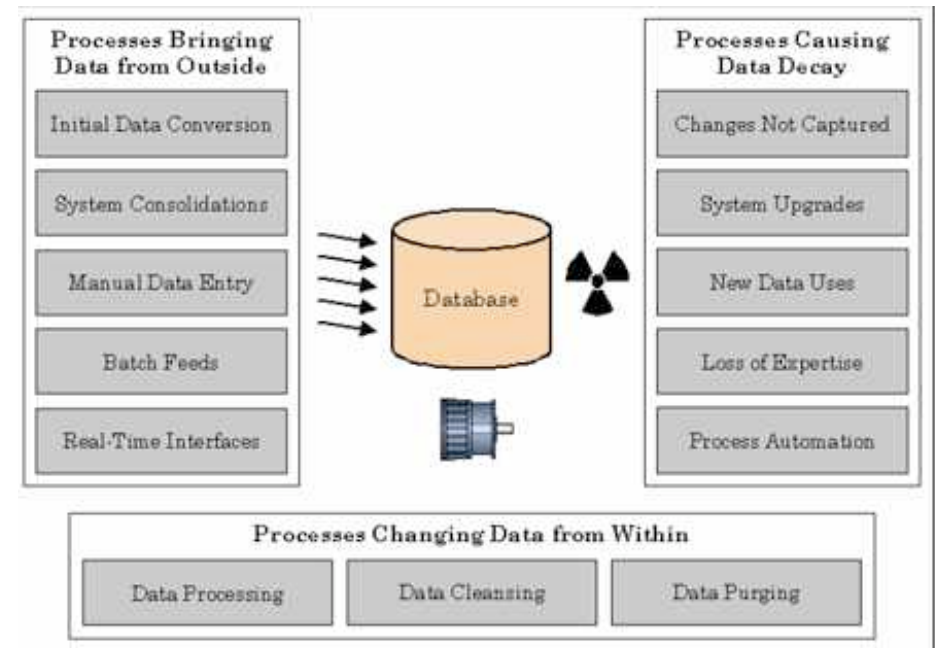 Processes Bringing
Data from Outside
Initial Data Conversion
System Consolidations
Manual Data Entry
Batch Feeds
Real-Time Interfaces
Database
Processes Causing
Data Decay
Changes Not Captured
System Upgrades
New Data Uses
Loss of Expertise
Process Automation
Processes Changing Data from Within
Data Processing
Data Cleansing
Data Purging